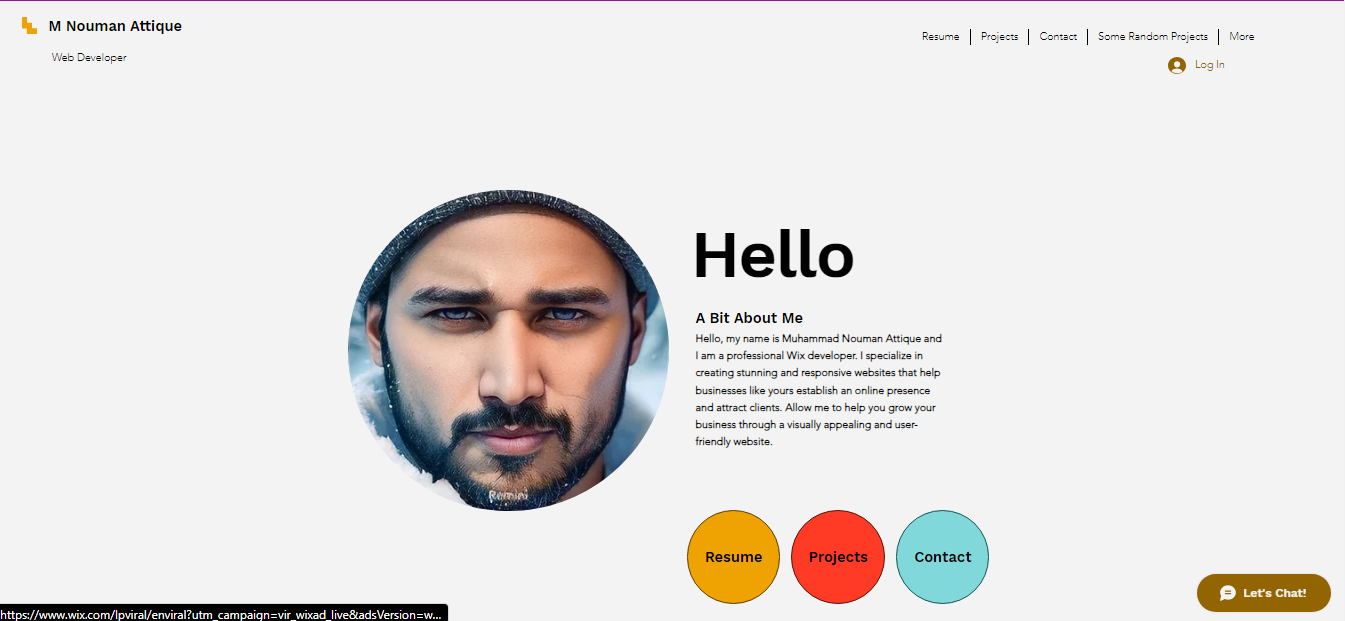 M Nouman Attique
Web Developer
Resume
Projects
Contact
Some Random Projects
More
Log In
Hello
A Bit About Me
Hello, my name is Muhammad Nouman Attique and
I am a professional Wix developer. I specialize in
creating stunning and responsive websites that help
businesses like yours establish an online presence
and attract clients. Allow me to help you grow your
business through a visually appealing and user-
friendly website.
Remini
Resume
Projects
Contact
Let's Chat!
https://www.wix.com/lpviral/enviral?utm_campaign=vir_wixad_live&adsVersion=w...